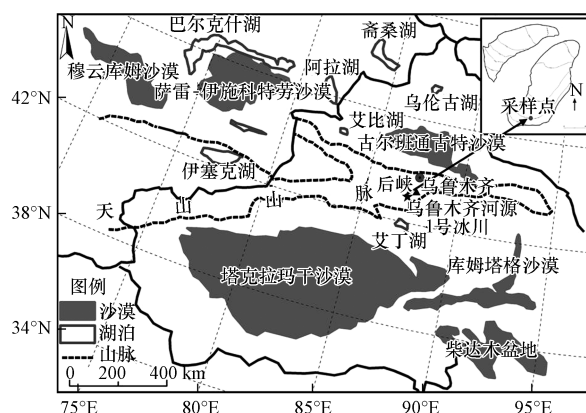 N
巴尔克什湖
斋桑湖
穆云库姆沙漠
阿拉湖
萨雷-伊施科特劳沙漠
N
采样点
42°N
乌伦古湖
艾比湖
古尔班通古特沙漠
伊塞克湖
后峡
乌鲁木齐
天山山脉
38°N
乌鲁木齐河源
1号冰川
艾丁湖
库姆塔格沙漠
塔克拉玛干沙漠
图例
沙漠
湖泊
山脉
34°N
柴达木盆地
0 200 400 km
75°E 80°E 85°E 90°E 95°E